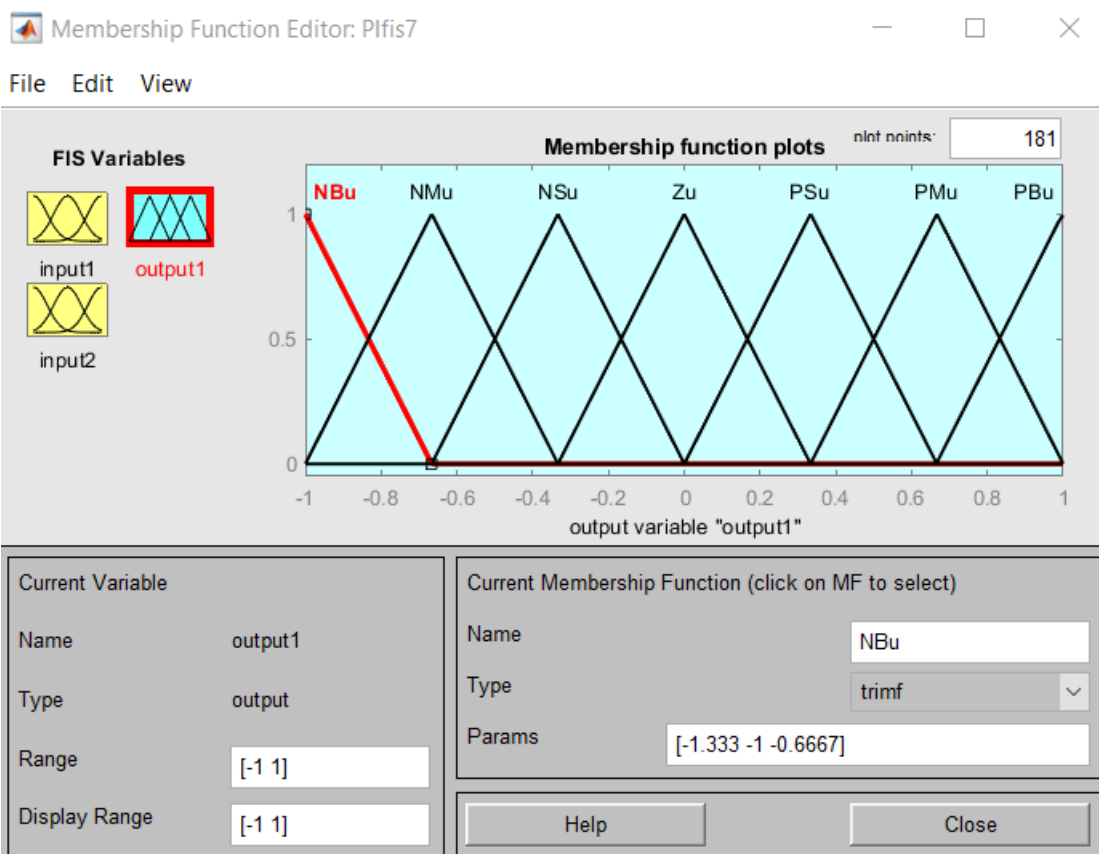 Membership Function Editor: PIfis7
File Edit View
FIS Variables
input1
output1
input2
Membership function plots
plot points:
181
NBu NMu NSu Zu PSu PMu PBu
1
0.5
0
-1 -0.8 -0.6 -0.4 -0.2 0 0.2 0.4 0.6 0.8 1
output variable "output1"
Current Variable
Name output1
Type output
Range [-1 1]
Display Range [-1 1]
Current Membership Function (click on MF to select)
Name NBu
Type trimf
Params [-1.333 -1 -0.6667]
Help Close